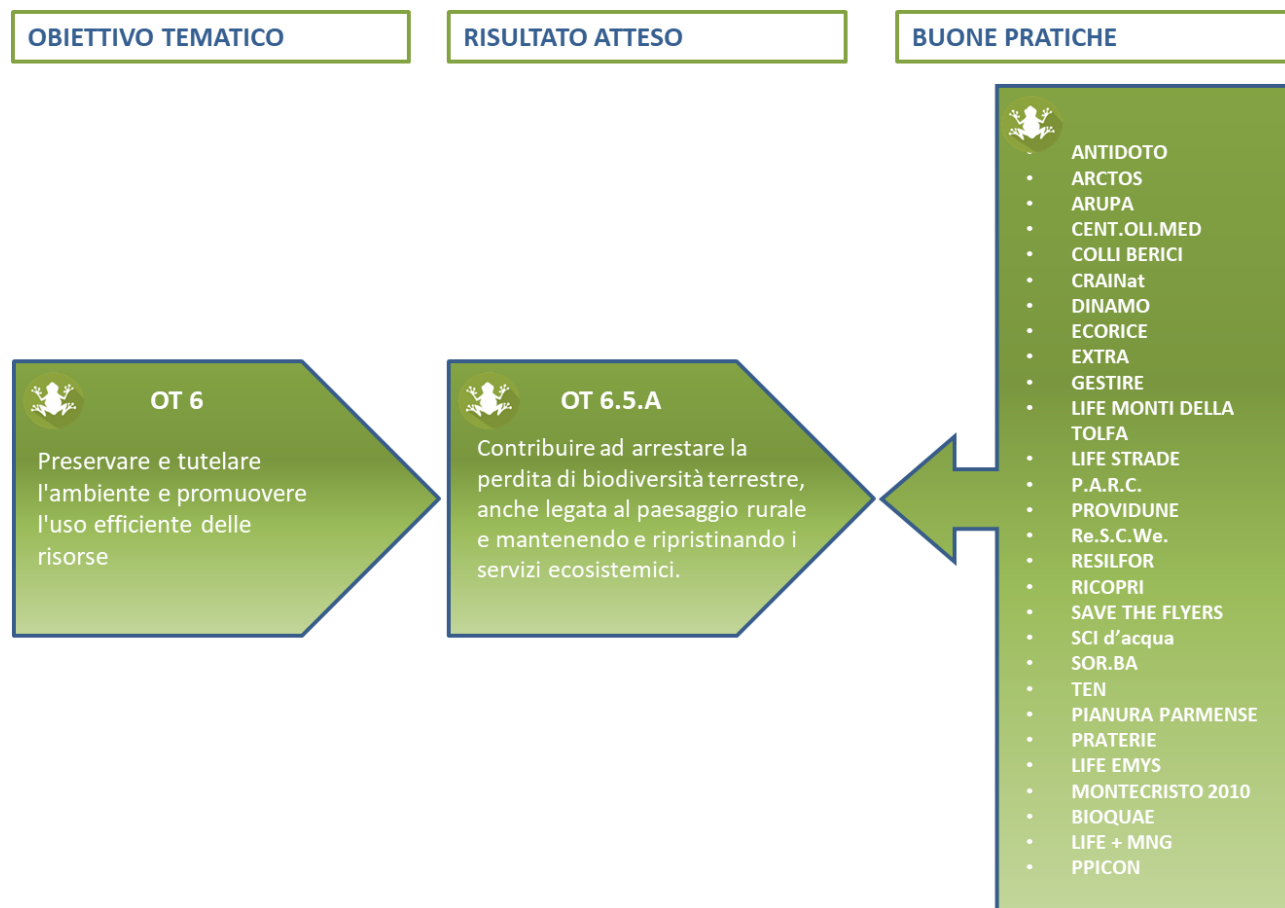 OBIETTIVO TEMATICO
RISULTATO ATTESO
BUONE PRATICHE
OT 6
Preservare e tutelare
l'ambiente e promuovere
l'uso efficiente delle
risorse
OT 6.5.A
Contribuire ad arrestare la
perdita di biodiversità terrestre,
anche legata al paesaggio rurale
e mantenendo e ripristinando i
servizi ecosistemici.
• ANTIDOTO
• ARCTOS
• ARUPA
• CENT.OLI.MED
• COLLI BERICI
• CRAINat
• DINAMO
• ECORICE
• EXTRA
• GESTIRE
• LIFE MONTI DELLA
TOLFA
• LIFE STRADE
• P.A.R.C.
• PROVIDUNE
• Re.S.C.We.
• RESILFOR
• RICOPRI
• SAVE THE FLYERS
• SCI d’acqua
• SOR.BA
• TEN
• PIANURA PARMENSE
• PRATERIE
• LIFE EMYS
• MONTECRISTO 2010
• BIOQUAE
• LIFE + MNG
• PPICON